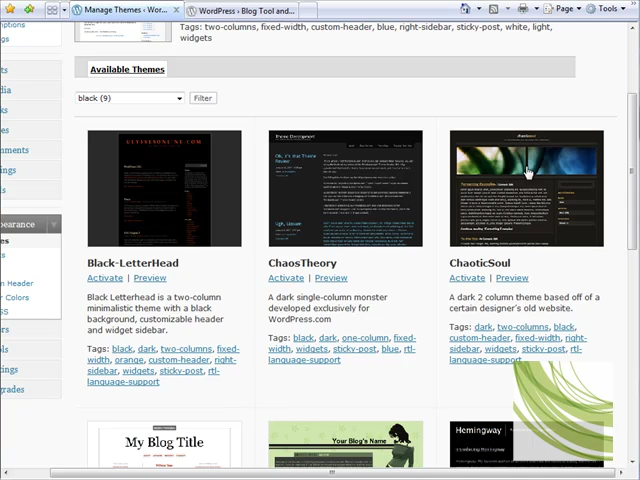 Manage Themes ‹ Wor...
WordPress › Blog Tool and...
Page
Tools
Tags: two-columns, fixed-width, custom-header, blue, right-sidebar, sticky-post, white, light,
widgets
Available Themes
black (9)
Filter
Black-LetterHead
Activate | Preview
Black Letterhead is a two-column
minimalistic theme with a black
background, customizable header
and widget sidebar.
Tags: black, dark, two-columns, fixed-
width, orange, custom-header, right-
sidebar, widgets, sticky-post, rtl-
language-support
ChaosTheory
Activate | Preview
A dark single-column monster
developed exclusively for
WordPress.com
Tags: black, dark, one-column, fixed-
width, widgets, sticky-post, blue, rtl-
language-support
ChaoticSoul
Activate | Preview
A dark 2 column theme based off of a
certain designer's old website.
Tags: dark, two-columns, black,
custom-header, fixed-width, right-
sidebar, widgets, sticky-post, rtl-
language-support
My Blog Title
Your Blog's Name
Hemingway
ptions
ts
dia
ks
es
mments
ings
s
pearance
es
s
n Header
r Colors
SS
rs
ols
tings
grades